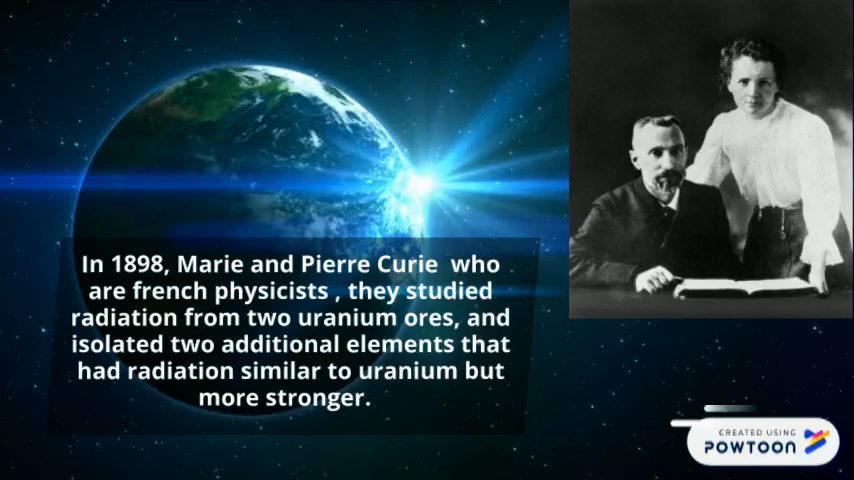 In 1898, Marie and Pierre Curie who
are french physicists , they studied
radiation from two uranium ores, and
isolated two additional elements that
had radiation similar to uranium but
more stronger.
CREATED USING
POWTOON